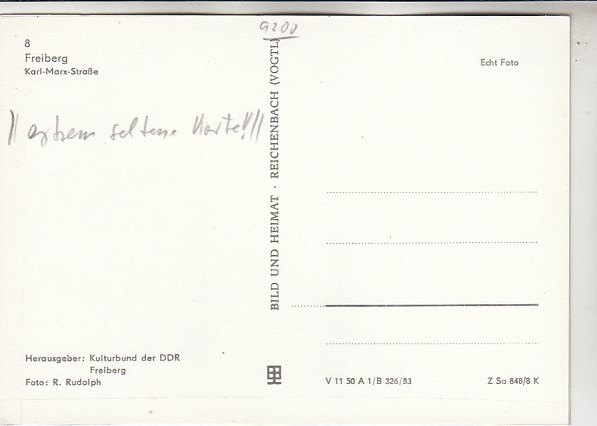 9200
8
Freiberg
Karl-Marx-Straße
Echt Foto
!! extrem seltene Karte!!!!
BILD UND HEIMAT · REICHENBACH (VOGTL)
Herausgeber: Kulturbund der DDR
Freiberg
Foto: R. Rudolph
V 11 50 A 1/B 326/83
Z So 848/8 K